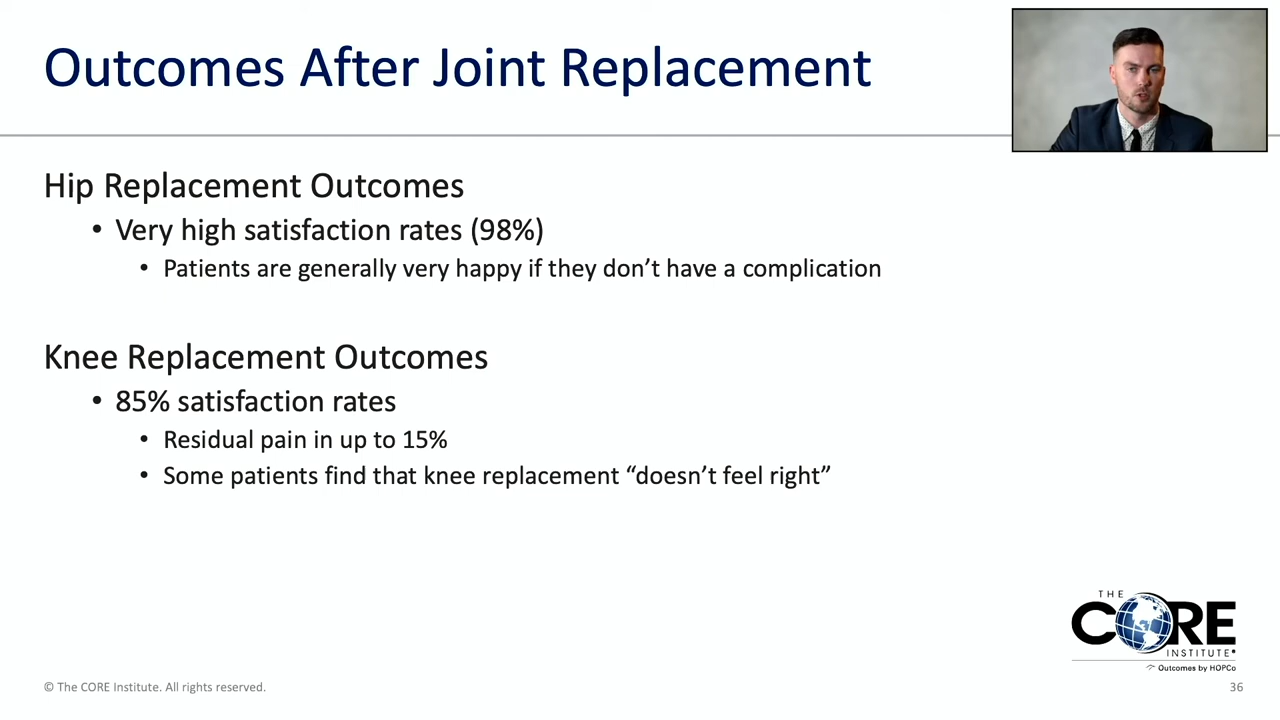 Outcomes After Joint Replacement
Hip Replacement Outcomes
• Very high satisfaction rates (98%)
• Patients are generally very happy if they don’t have a complication
Knee Replacement Outcomes
• 85% satisfaction rates
• Residual pain in up to 15%
• Some patients find that knee replacement “doesn’t feel right”
THE
CORE
INSTITUTE
Outcomes by HOPCo
© The CORE Institute. All rights reserved.
36